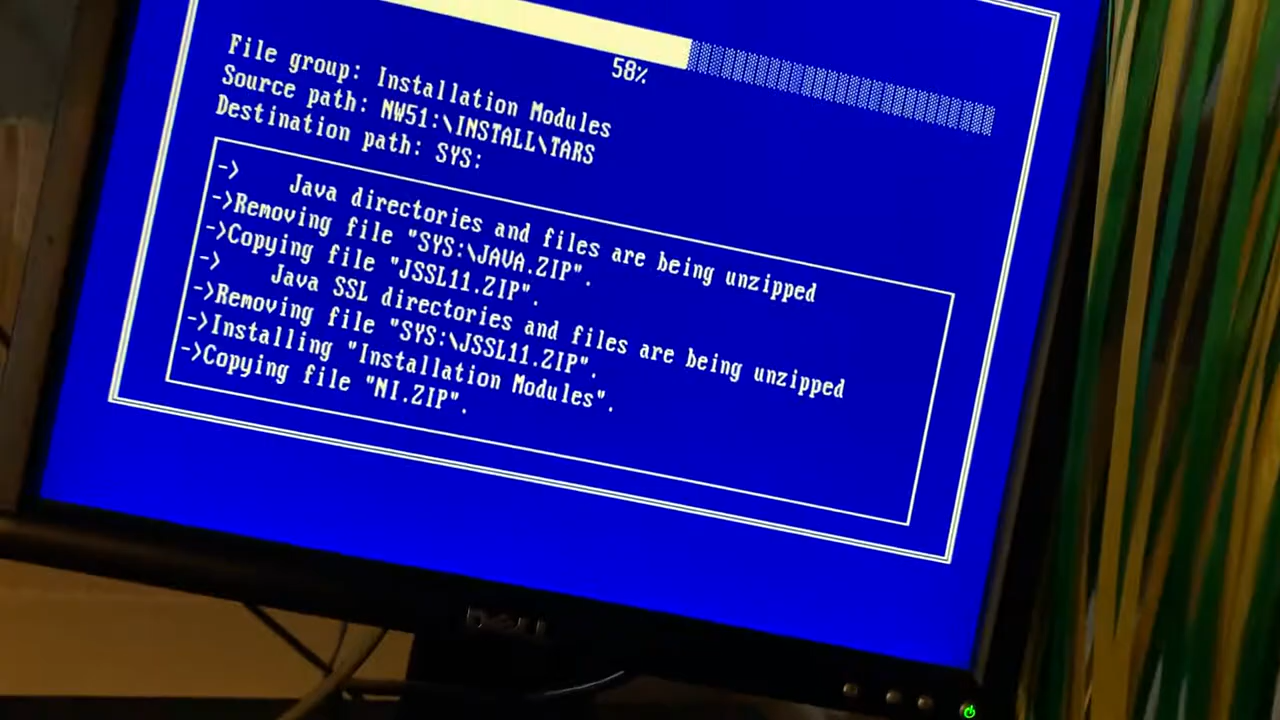 58%
File group: Installation Modules
Source path: NW51:\INSTALL\TARS
Destination path: SYS:
-> Java directories and files are being unzipped
->Removing file "SYS:\JAVA.ZIP".
->Copying file "JSSL11.ZIP".
-> Java SSL directories and files are being unzipped
->Removing file "SYS:\JSSL11.ZIP".
->Installing "Installation Modules".
->Copying file "NI.ZIP".
DELL